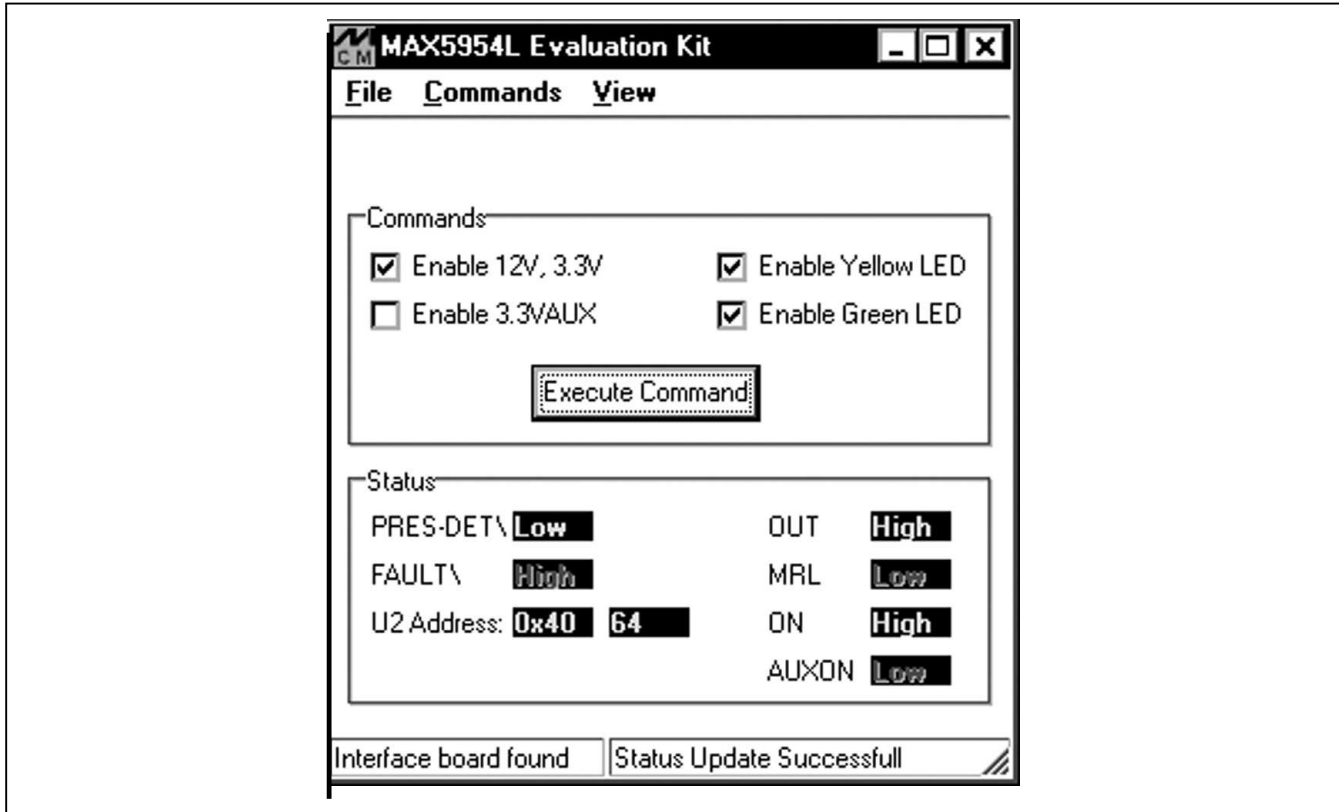 CM MAX5954L Evaluation Kit
File Commands View
Commands
Enable 12V, 3.3V Enable Yellow LED
Enable 3.3VAUX Enable Green LED
Execute Command
Status
PRES-DET\ Low OUT High
FAULT\ High MRL Low
U2 Address: 0x40 64 ON High
AUXON Low
Interface board found Status Update Successfull